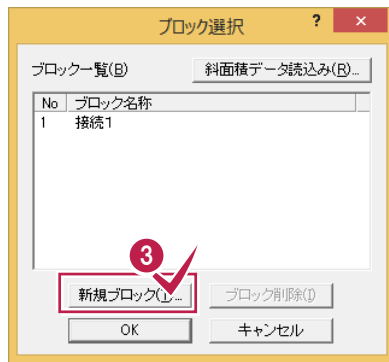 ブロック選択 ? ×
ブロック一覧(B) 斜面積データ読込み(R)...
No ブロック名称
1 接続1
3
新規ブロック(...
ブロック削除(I)
OK キャンセル